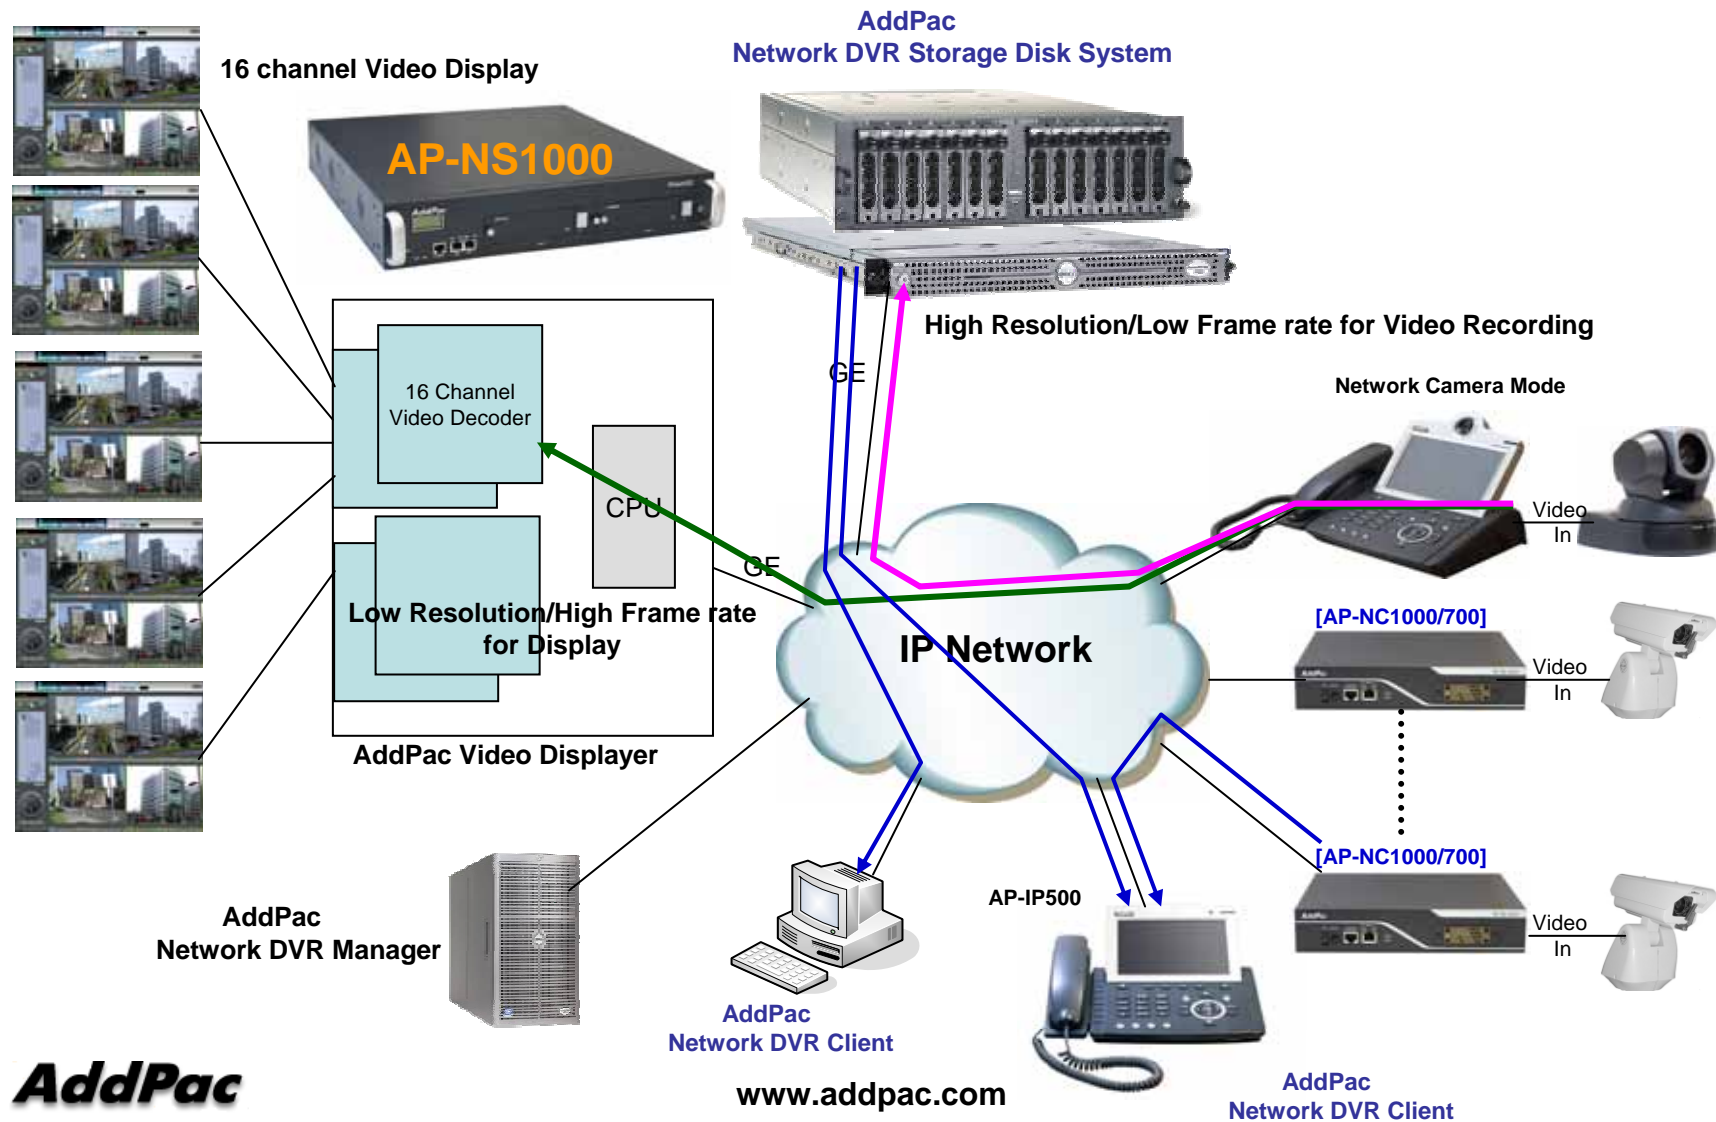 AddPac
Network DVR Storage Disk System
16 channel Video Display
AP-NS1000
AddPac
High Resolution/Low Frame rate for Video Recording
GE
Network Camera Mode
16 Channel
Video Decoder
CPU
Video
In
GE
Low Resolution/High Frame rate
for Display
IP Network
[AP-NC1000/700]
AddPac
Video
In
AddPac Video Displayer
[AP-NC1000/700]
AddPac
Video
In
AP-IP500
AddPac
Network DVR Manager
AddPac
Network DVR Client
AddPac
www.addpac.com
AddPac
Network DVR Client